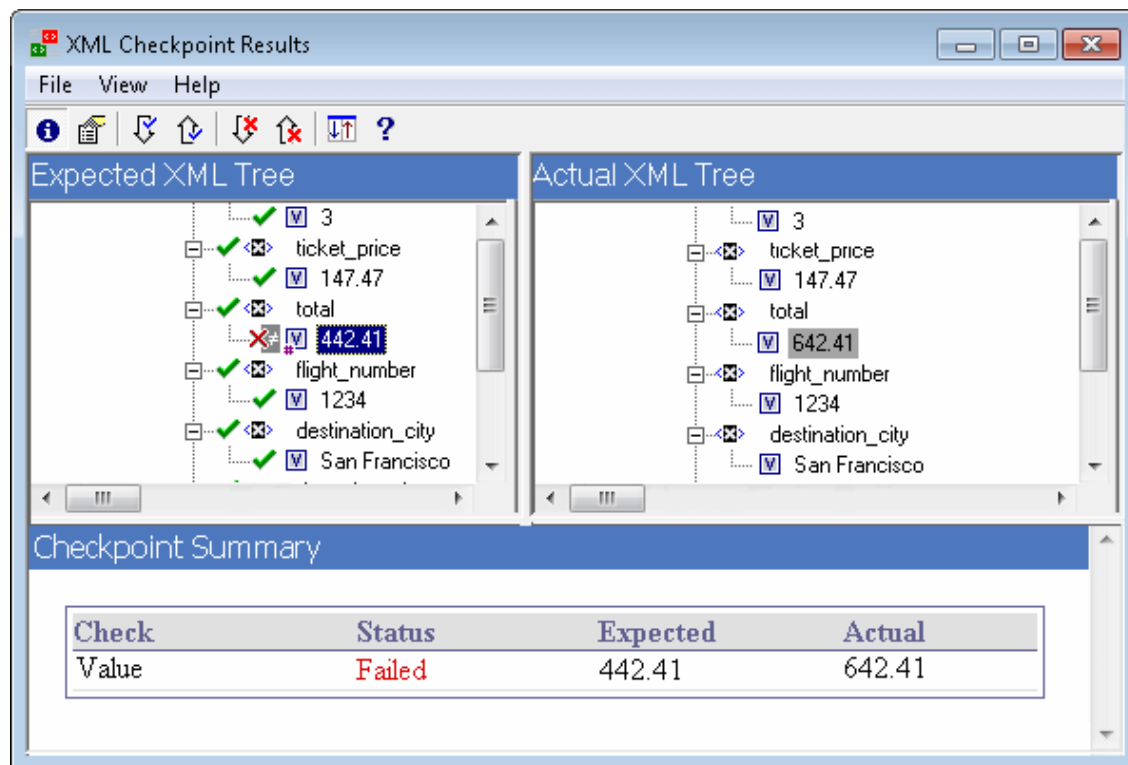 XML Checkpoint Results
File View Help
Expected XML Tree
3
ticket_price
147.47
total
442.41
flight_number
1234
destination_city
San Francisco
Actual XML Tree
3
ticket_price
147.47
total
642.41
flight_number
1234
destination_city
San Francisco
Checkpoint Summary
Check Status Expected Actual
Value Failed 442.41 642.41